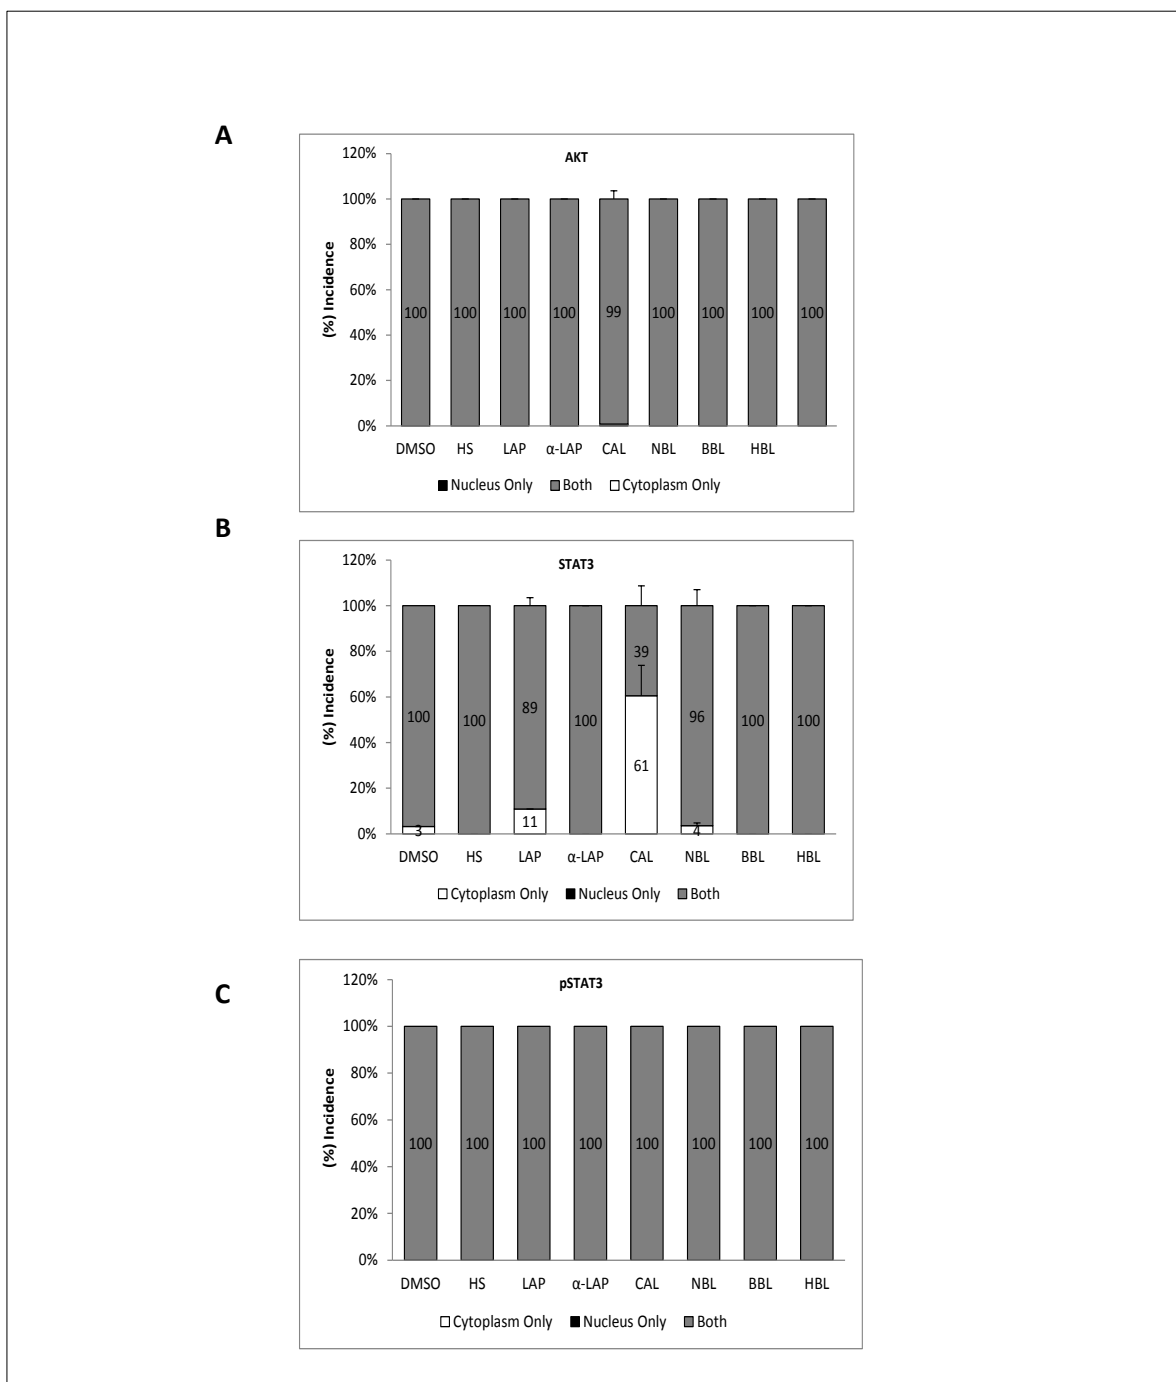 A
AKT
120%
100%
80%
60%
40%
20%
0%
(%) Incidence
100 100 100 100 99 100 100 100 100
DMSO HS LAP α-LAP CAL NBL BBL HBL
Nucleus Only Both Cytoplasm Only
B
STAT3
120%
100%
80%
60%
40%
20%
0%
(%) Incidence
100 100 89 100 39 96 100 100
3 11 61 4
DMSO HS LAP α-LAP CAL NBL BBL HBL
Cytoplasm Only Nucleus Only Both
C
pSTAT3
120%
100%
80%
60%
40%
20%
0%
(%) Incidence
100 100 100 100 100 100 100 100
DMSO HS LAP α-LAP CAL NBL BBL HBL
Cytoplasm Only Nucleus Only Both